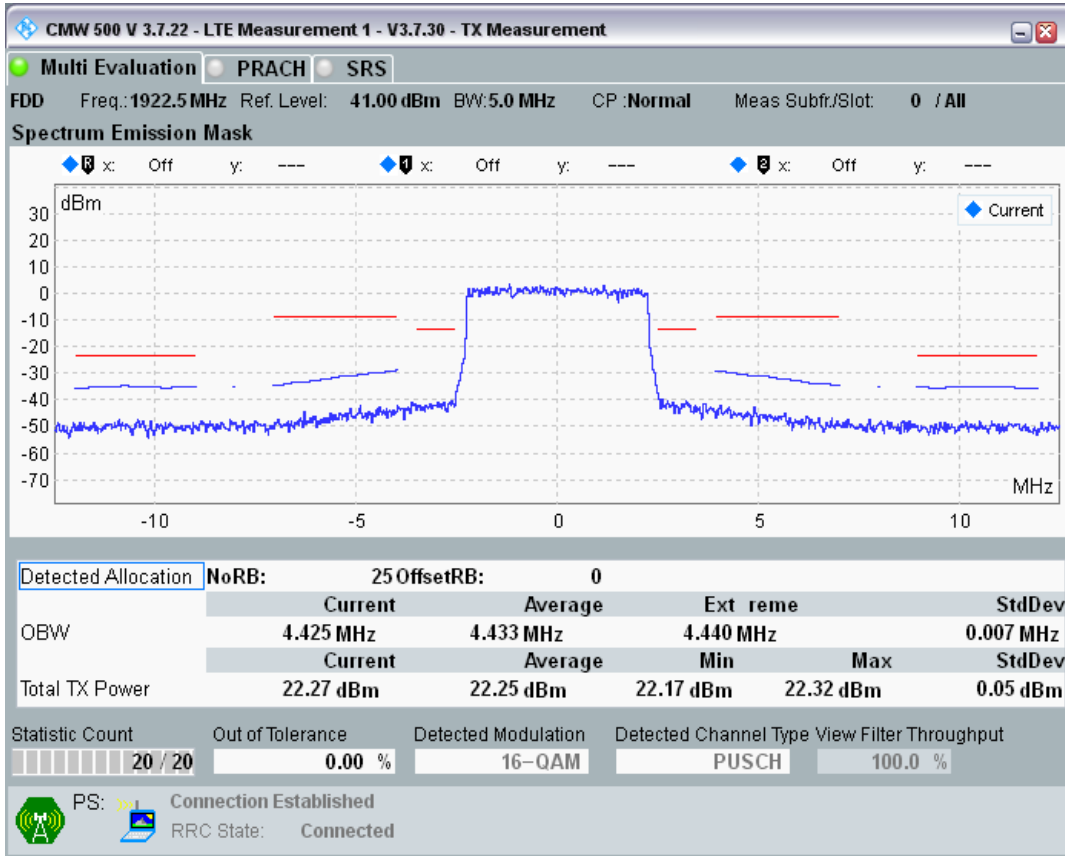 CMW 500 V 3.7.22 - LTE Measurement 1 - V3.7.30 - TX Measurement
Multi Evaluation PRACH SRS
FDD Freq.: 1922.5 MHz Ref. Level: 41.00 dBm BW: 5.0 MHz CP : Normal Meas Subfr./Slot: 0 / All
Spectrum Emission Mask
R x: Off y: --- 1 x: Off y: --- 2 x: Off y: ---
dBm
Current
30
20
10
0
-10
-20
-30
-40
-50
-60
-70
MHz
-10 -5 0 5 10
Detected Allocation NoRB: 25 OffsetRB: 0
Current Average Ext reme StdDev
OBW 4.425 MHz 4.433 MHz 4.440 MHz 0.007 MHz
Current Average Min Max StdDev
Total TX Power 22.27 dBm 22.25 dBm 22.17 dBm 22.32 dBm 0.05 dBm
Statistic Count Out of Tolerance Detected Modulation Detected Channel Type View Filter Throughput
20 / 20 0.00 % 16-QAM PUSCH 100.0 %
PS: Connection Established
RRC State: Connected